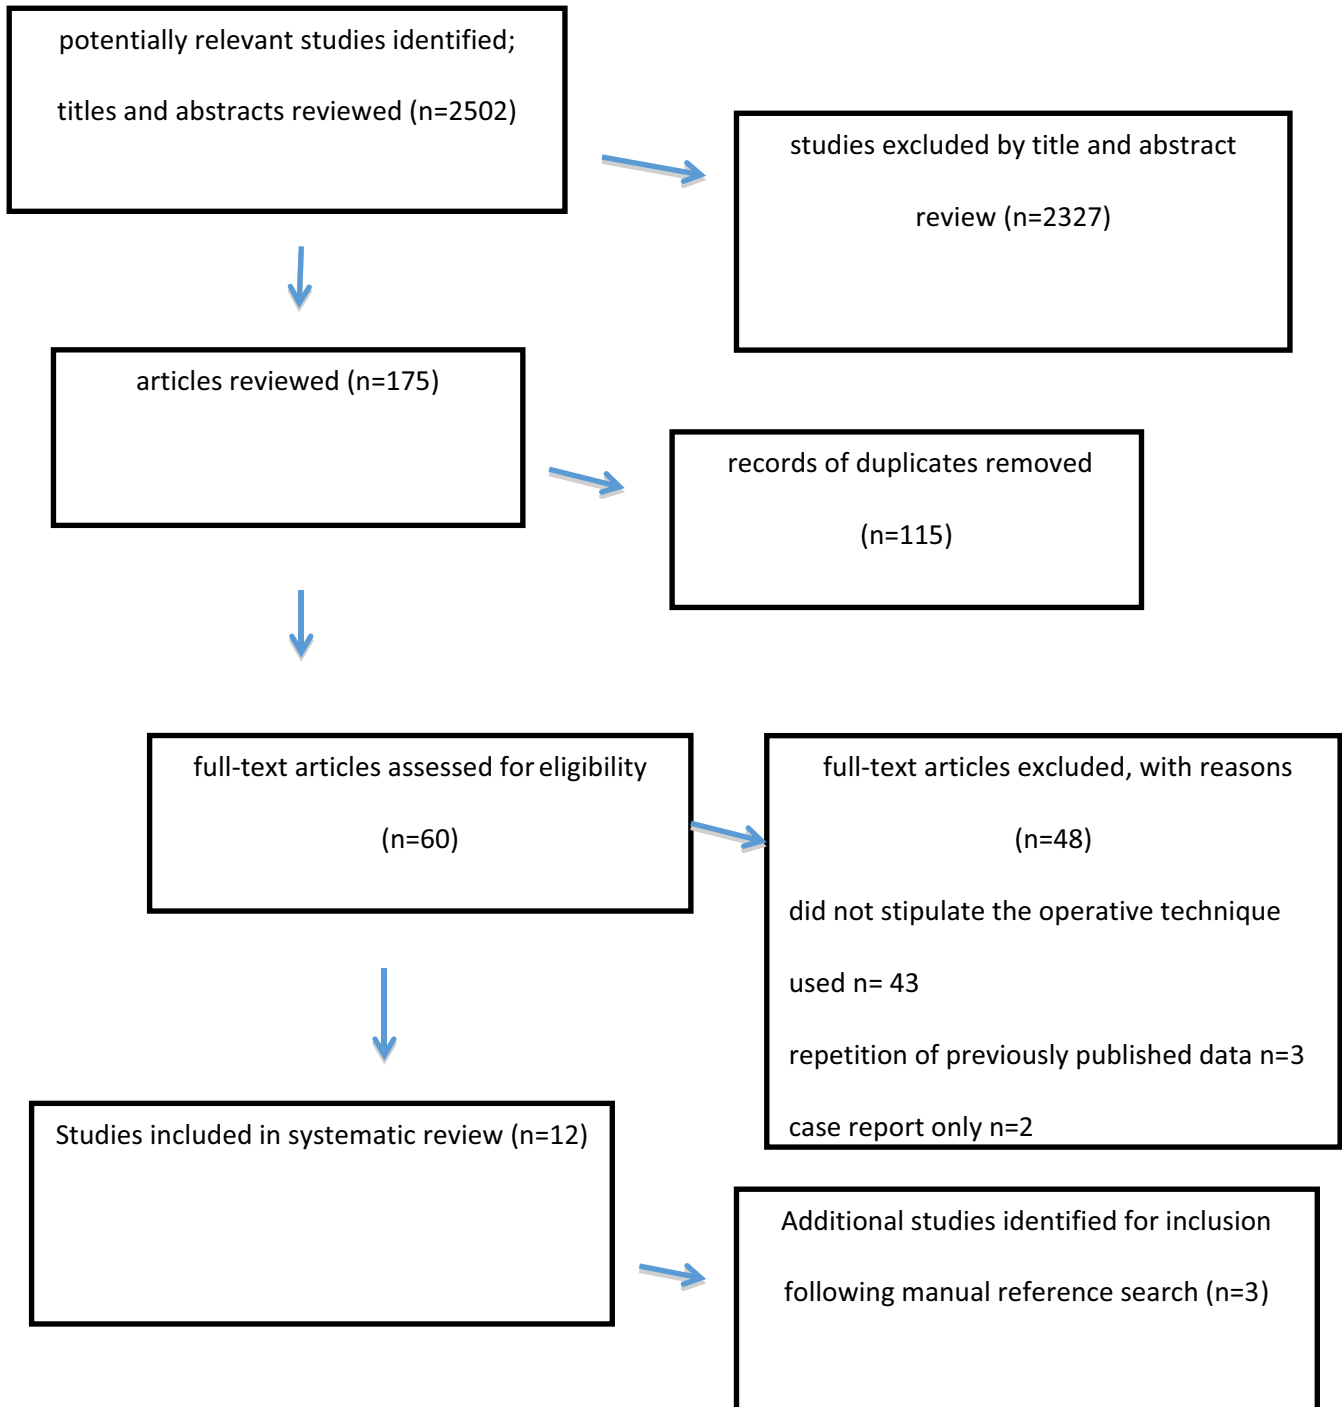 potentially relevant studies identified;
titles and abstracts reviewed (n=2502)
studies excluded by title and abstract
review (n=2327)
articles reviewed (n=175)
records of duplicates removed
(n=115)
full-text articles assessed for eligibility
(n=60)
full-text articles excluded, with reasons
(n=48)
did not stipulate the operative technique
used n= 43
repetition of previously published data n=3
case report only n=2
Studies included in systematic review (n=12)
Additional studies identified for inclusion
following manual reference search (n=3)